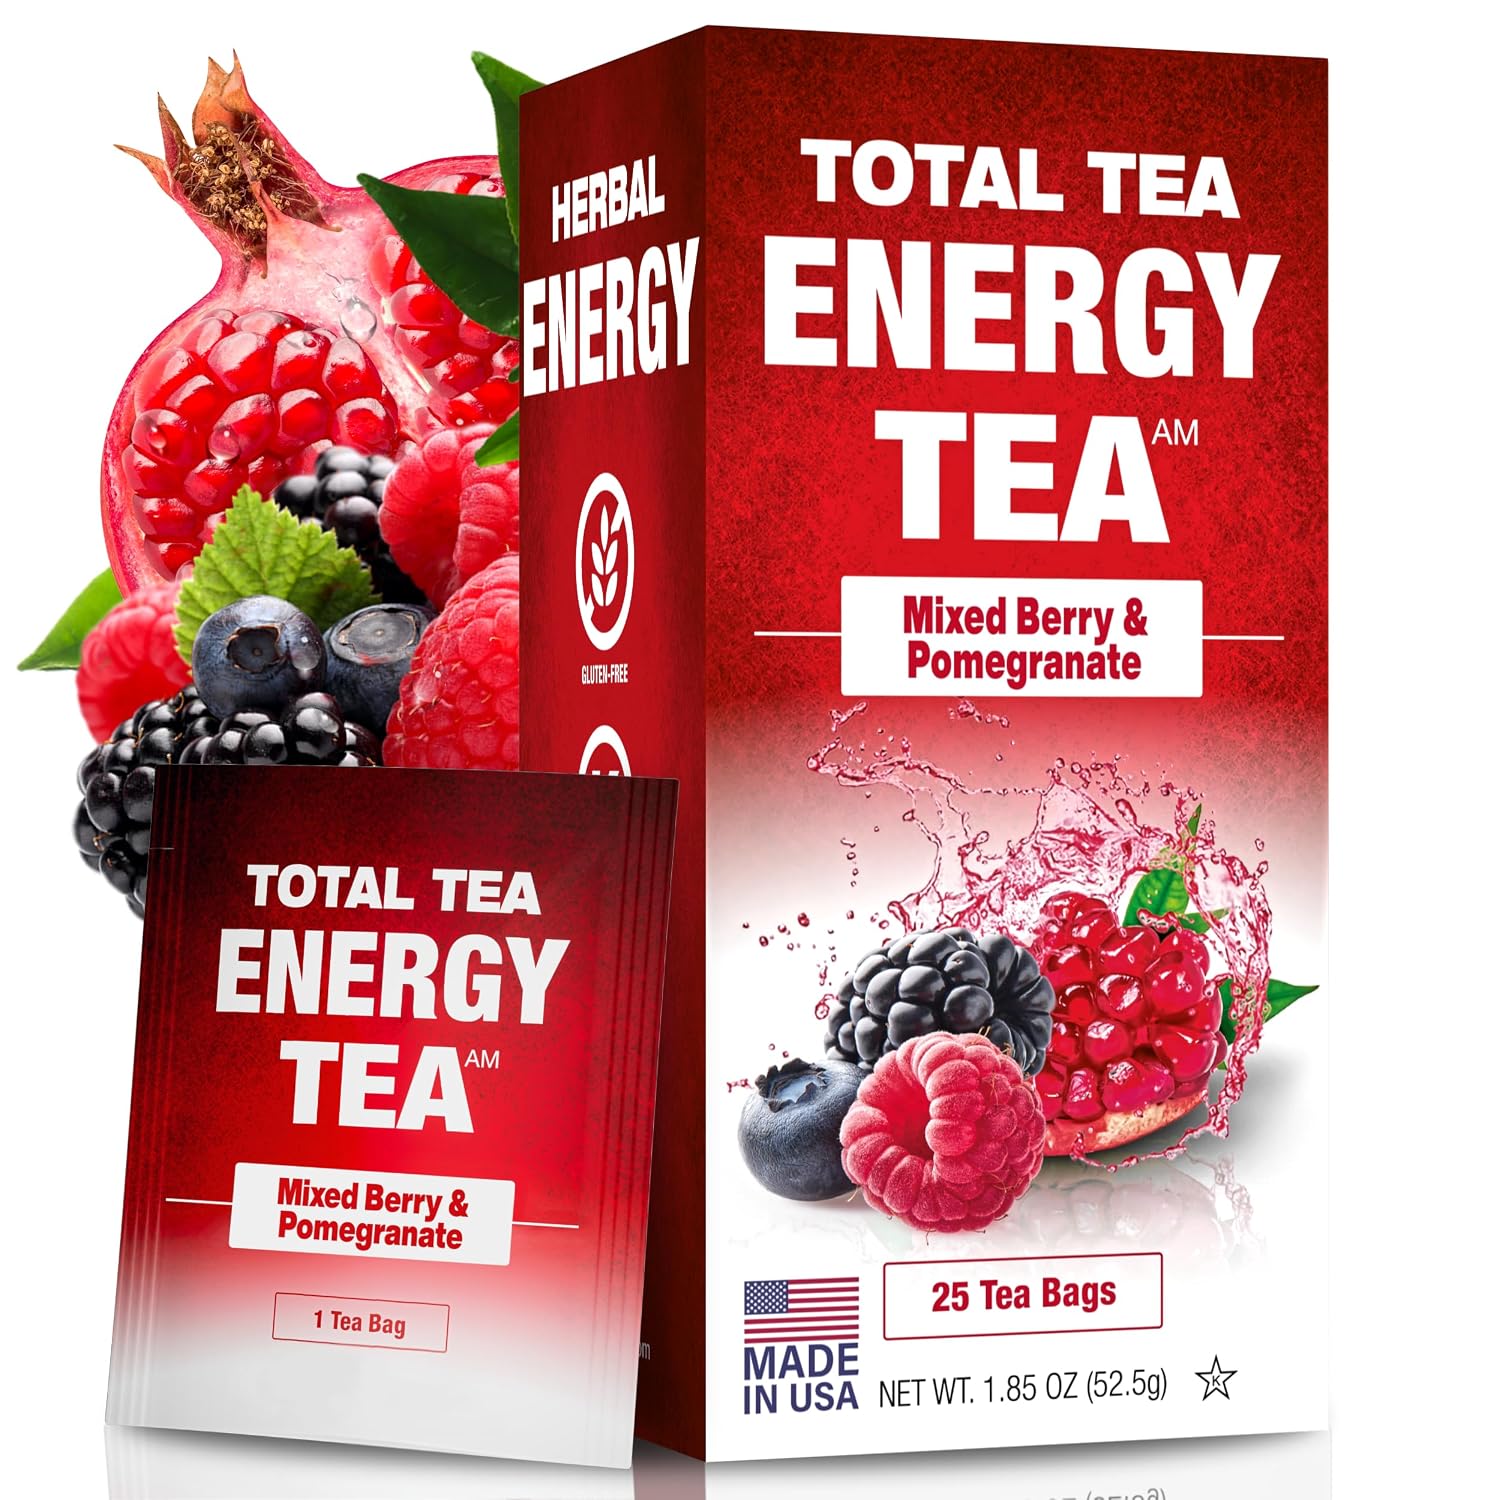 HERBAL
ENERGY
GLUTEN-FREE
TOTAL TEA
ENERGY
TEA AM
Mixed Berry &
Pomegranate
25 Tea Bags
MADE
IN USA
NET WT. 1.85 OZ (52.5g)
K
TOTAL TEA
ENERGY
TEA AM
Mixed Berry &
Pomegranate
1 Tea Bag